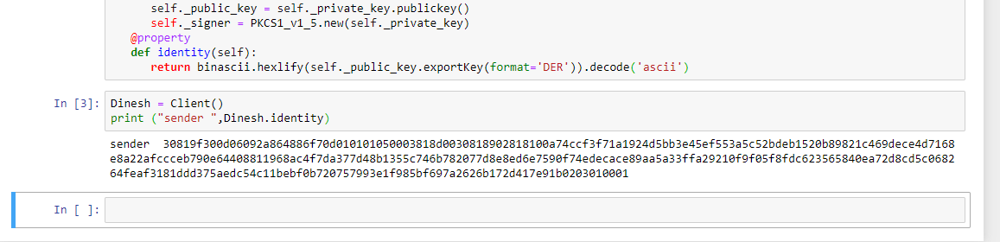 self._public_key = self._private_key.publickey()
self._signer = PKCS1_v1_5.new(self._private_key)
@property
def identity(self):
return binascii.hexlify(self._public_key.exportKey(format='DER')).decode('ascii')
In [3]: Dinesh = Client()
print ("sender ",Dinesh.identity)
sender  30819f300d06092a864886f70d010101050003818d0030818902818100a74ccf3f71a1924d5bb3e45ef553a5c52bdeb1520b89821c469dece4d7168
e8a22afccceb790e64408811968ac4f7da377d48b1355c746b782077d8e8ed6e7590f74edecace89aa5a33ffa29210f9f05f8fdc623565840ea72d8cd5c0682
64feaf3181ddd375aedc54c11bebf0b720757993e1f985bf697a2626b172d417e91b0203010001
In [ ]: